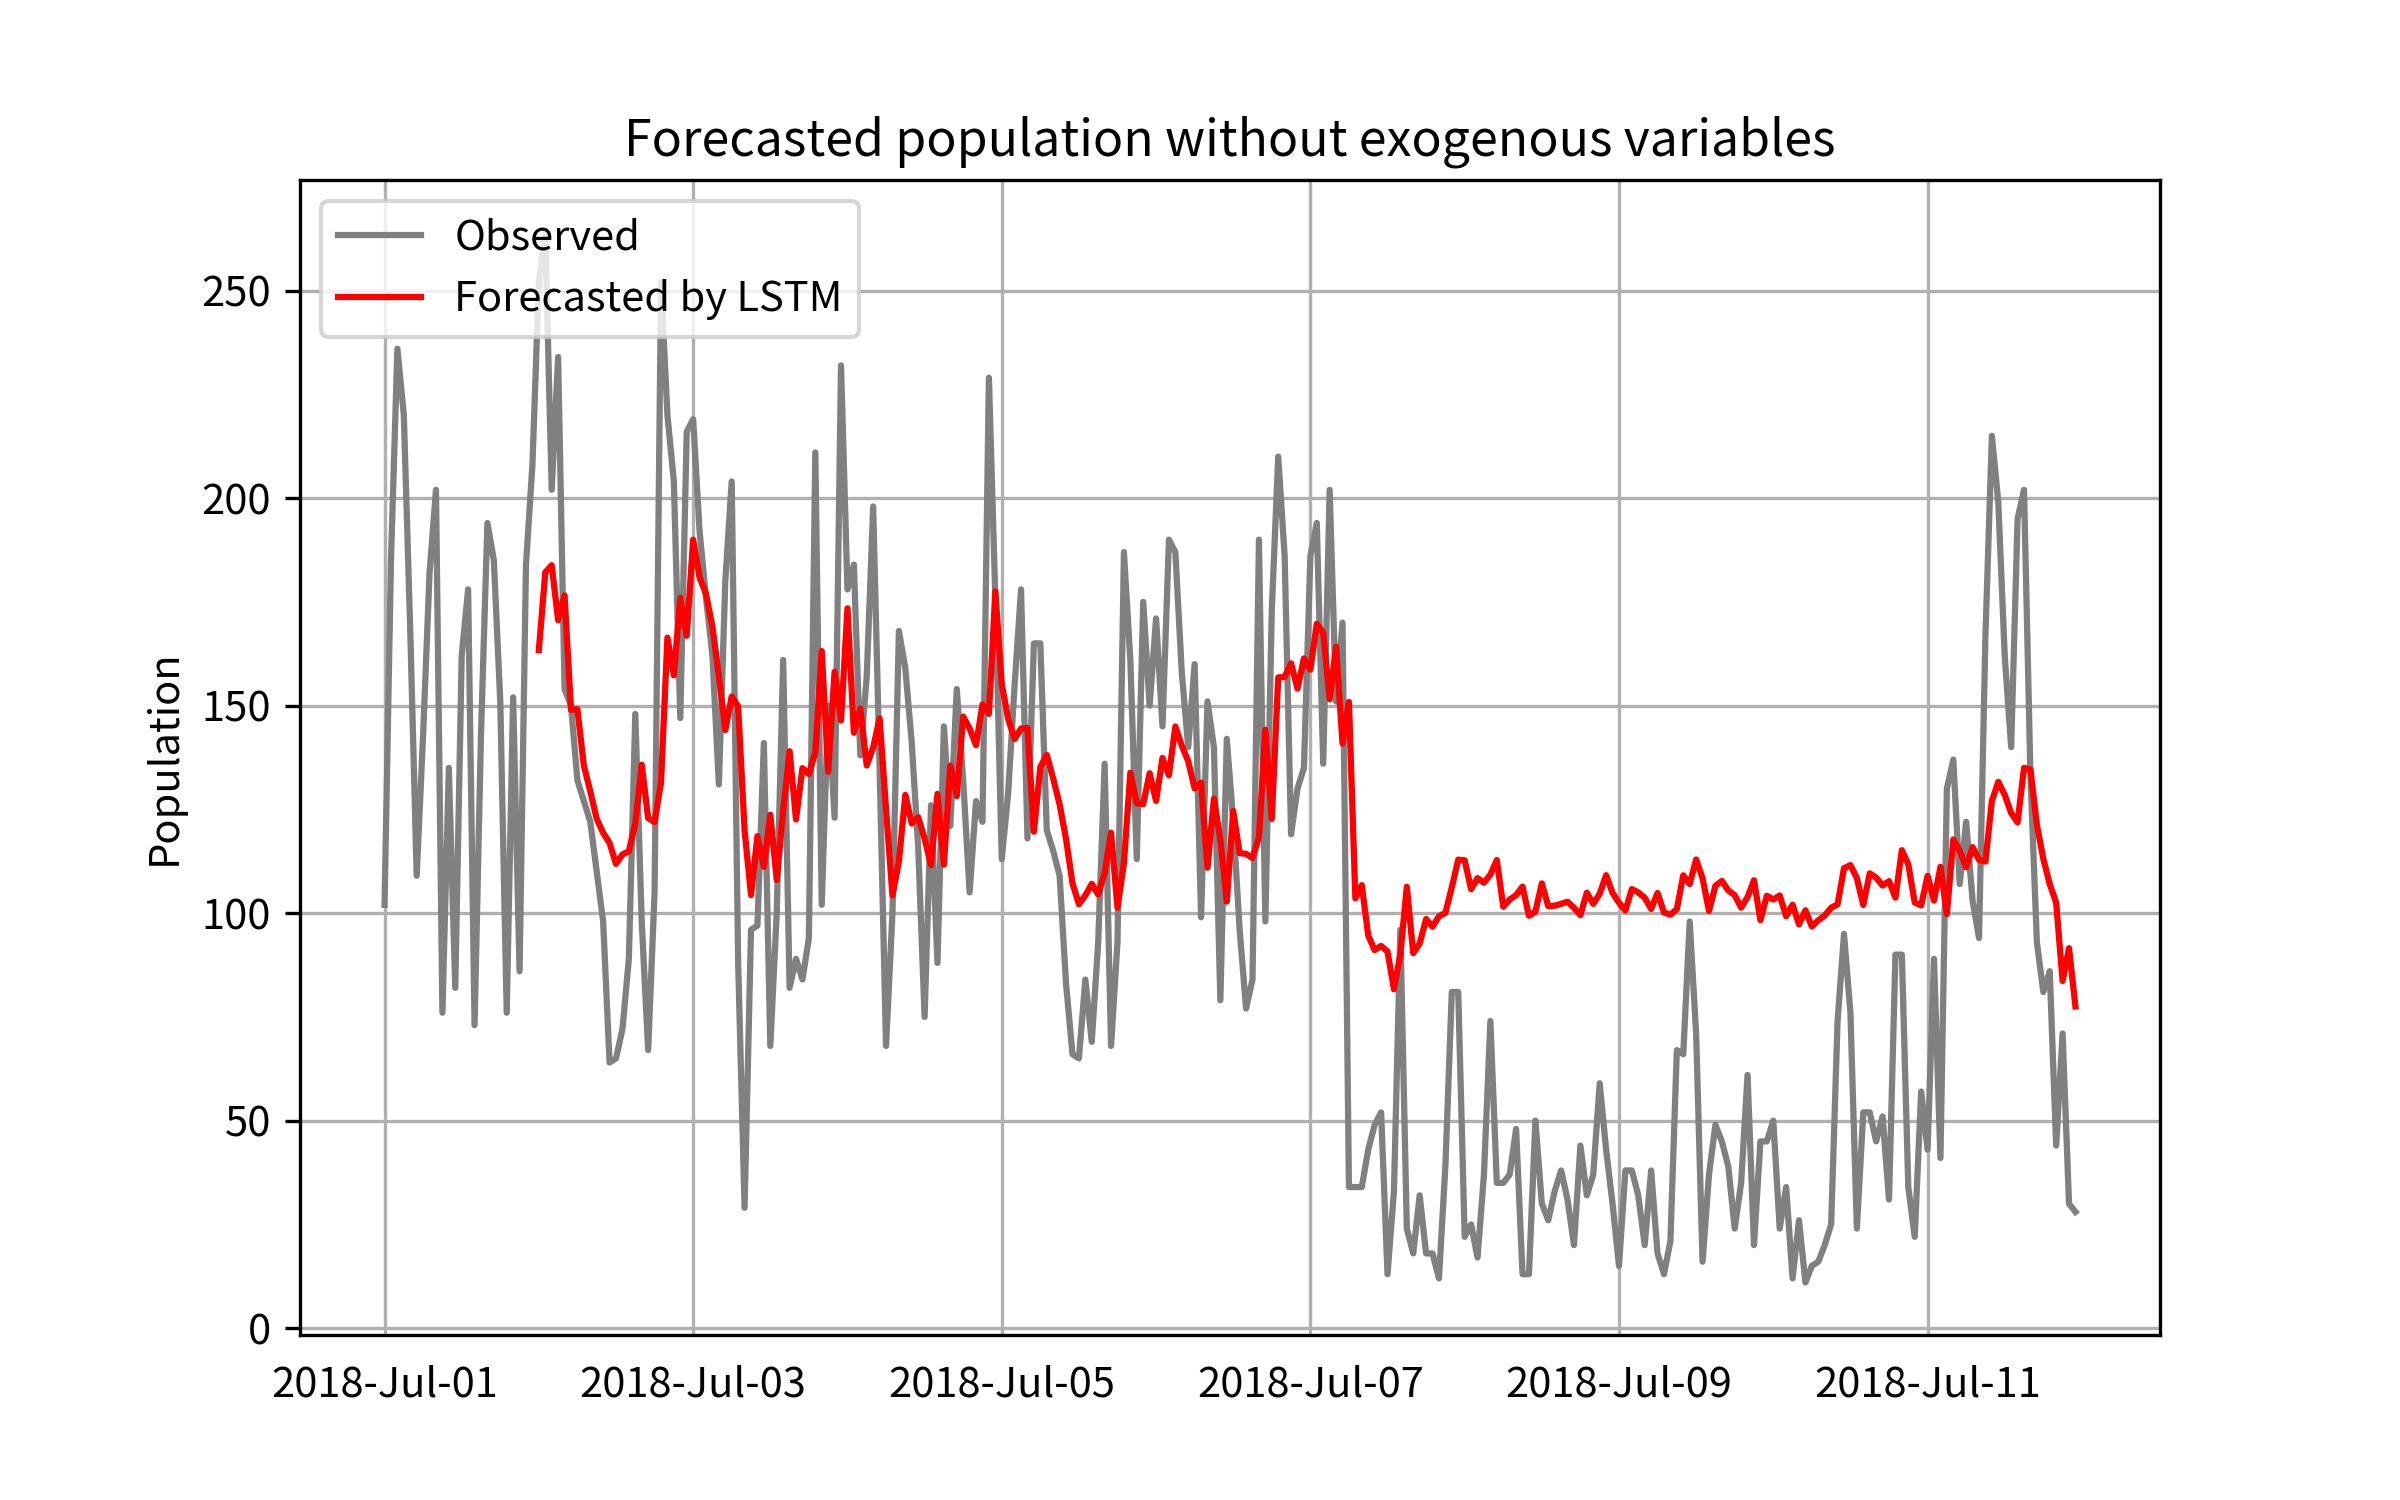 Forecasted population without exogenous variables
Observed
Forecasted by LSTM
Population
250
200
150
100
50
0
2018-Jul-01 2018-Jul-03 2018-Jul-05 2018-Jul-07 2018-Jul-09 2018-Jul-11